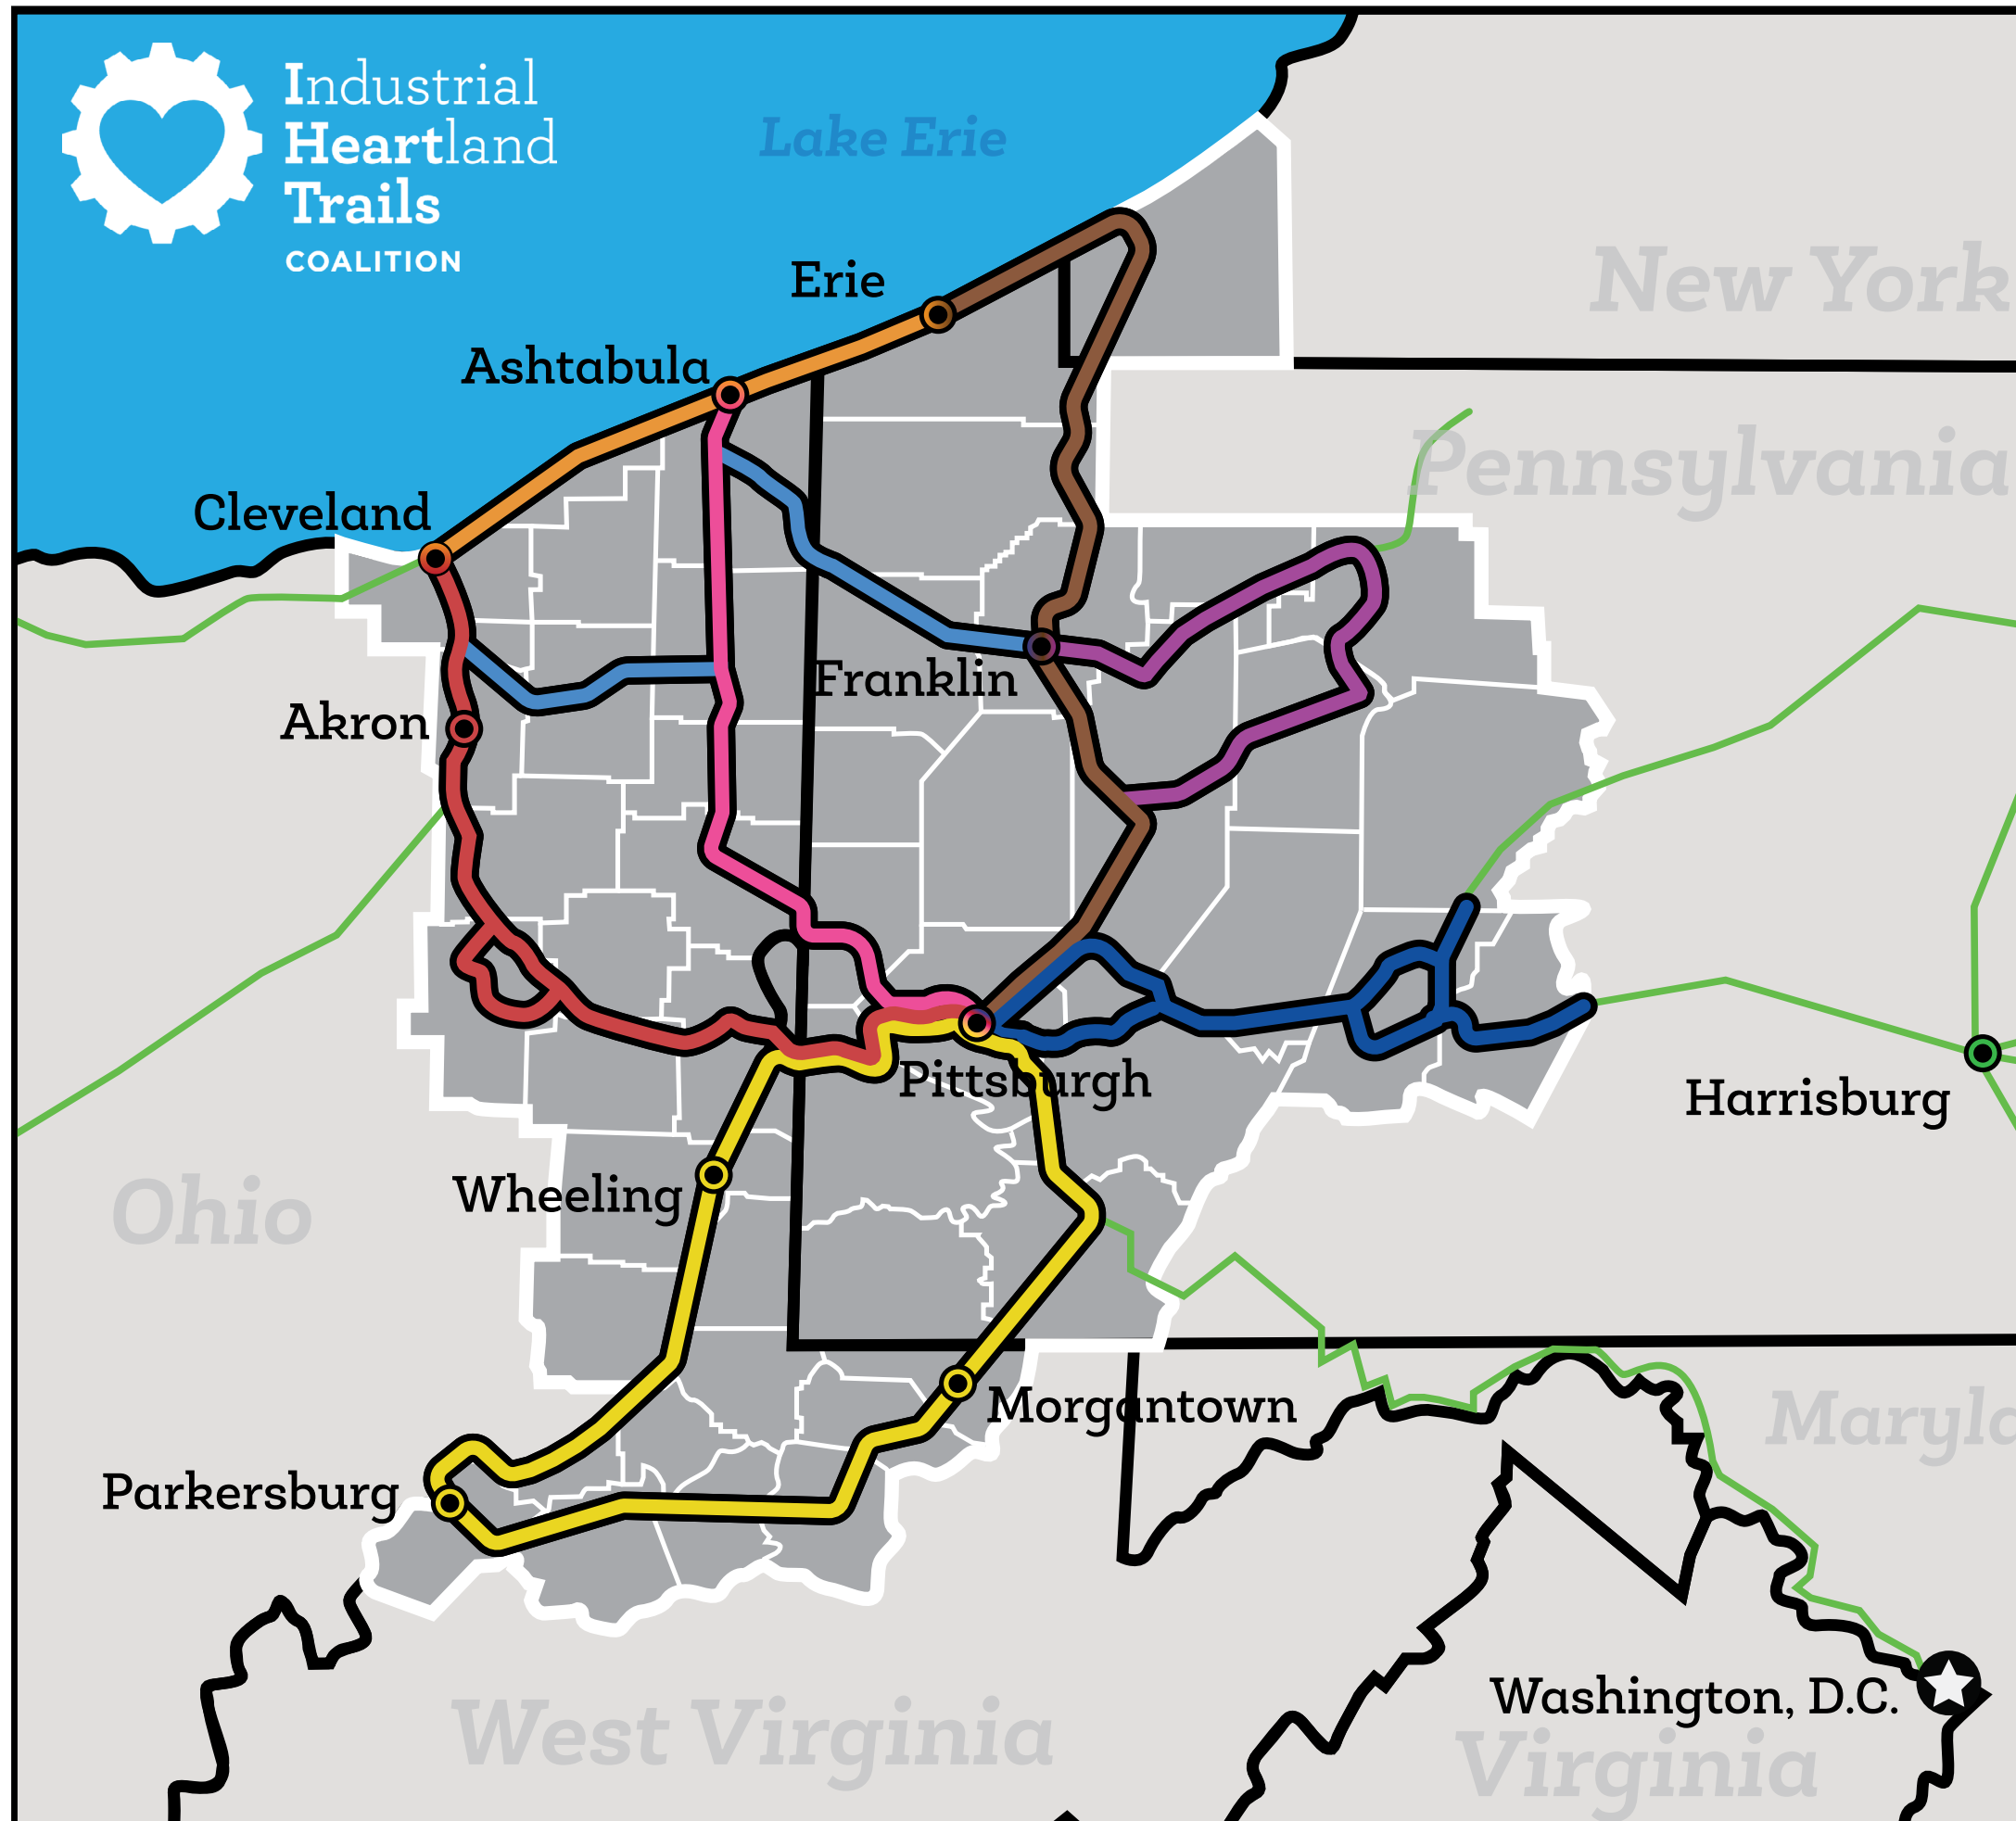 Industrial
Heartland
Trails
COALITION
Lake Erie
New York
Erie
Ashtabula
Pennsylvania
Cleveland
Franklin
Akron
Pittsburgh
Harrisburg
Wheeling
Ohio
Morgantown
Maryla
Parkersburg
Washington, D.C.
West Virginia
Virginia